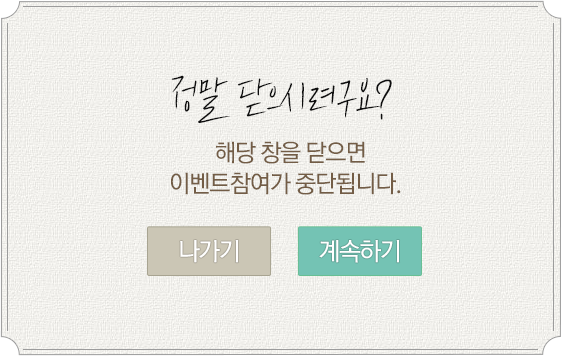 정말 닫으시려구요?
해당 창을 닫으면
이벤트참여가 중단됩니다.
나가기
계속하기